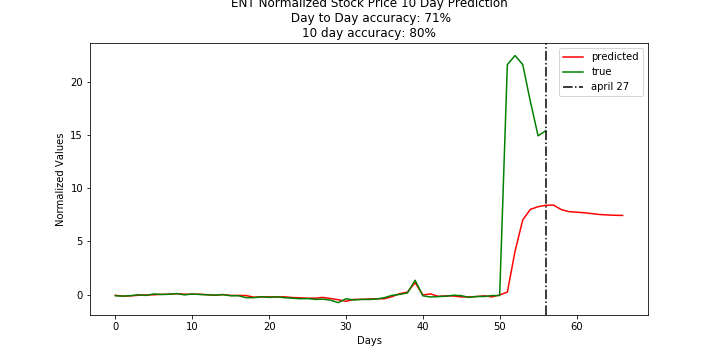 ENT Normalized Stock Price 10 Day Prediction
Day to Day accuracy: 71%
10 day accuracy: 80%
predicted
true
april 27
Normalized Values
20
15
10
5
0
0 10 20 30 40 50 60
Days